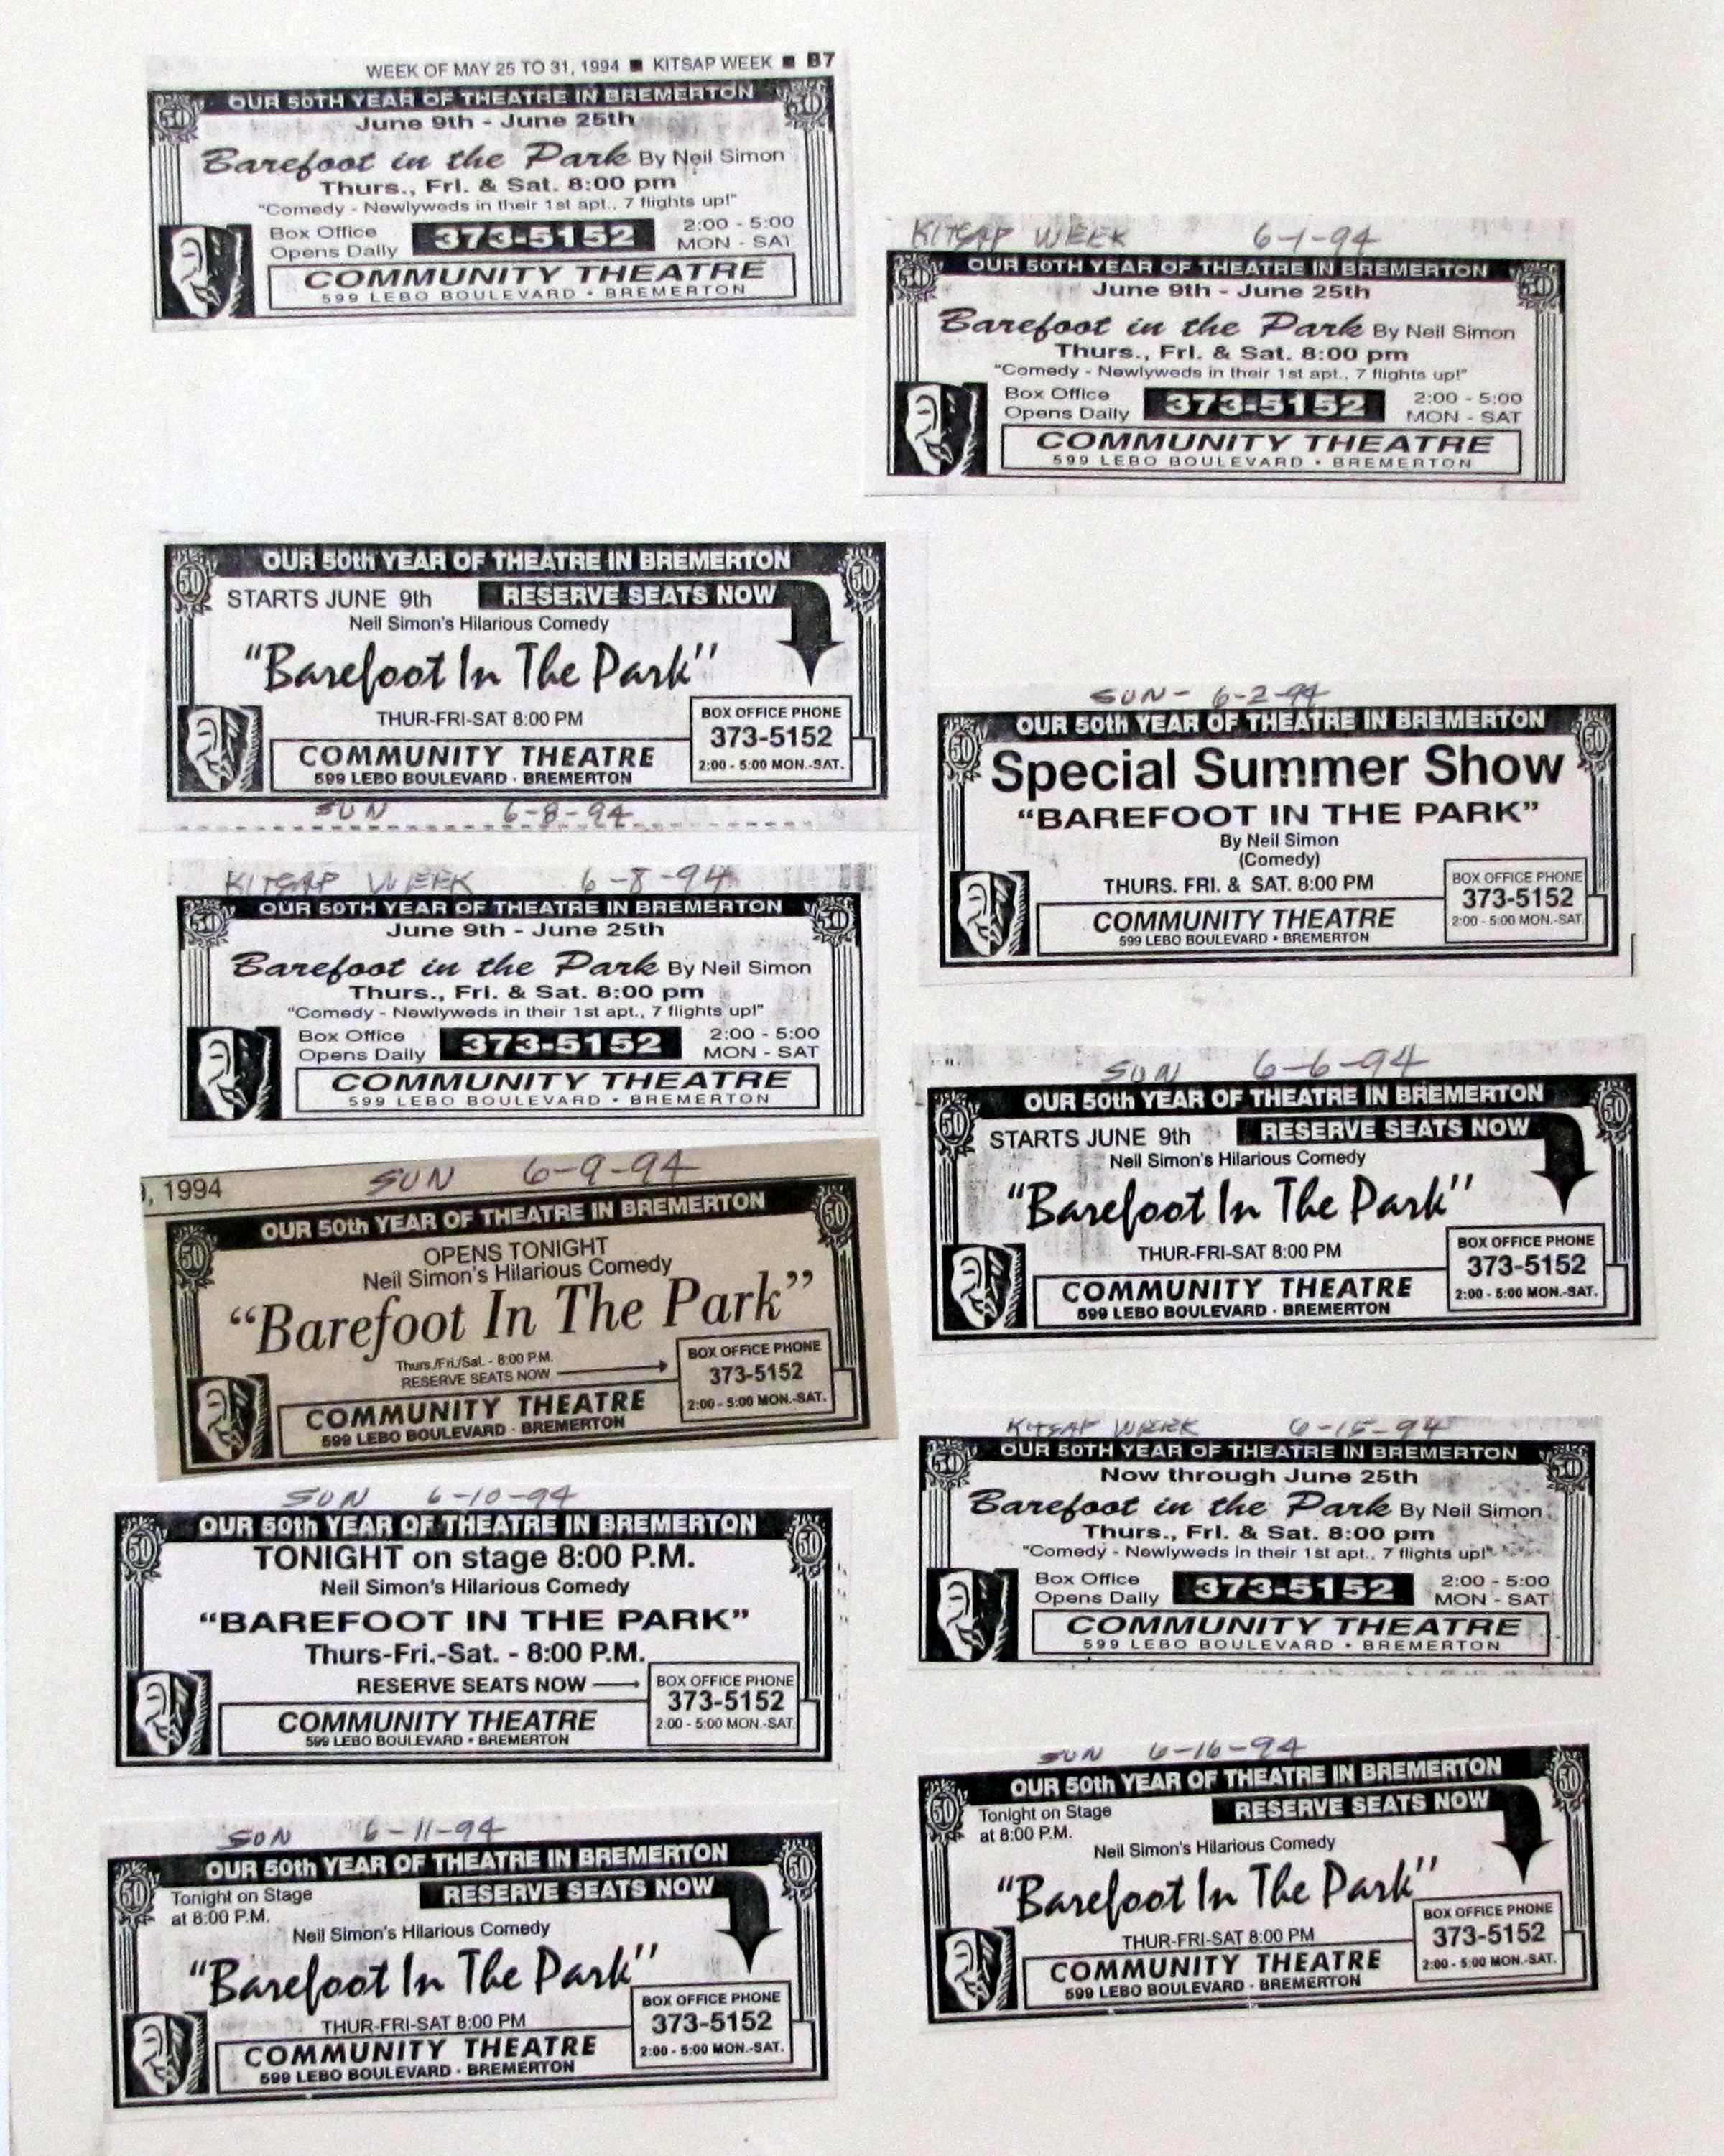 WEEK OF MAY 25 TO 31, 1994 ■ KITSAP WEEK ■ B7
OUR 50TH YEAR OF THEATRE IN BREMERTON
50 50
June 9th - June 25th
Barefoot in the Park By Neil Simon
Thurs., Fri. & Sat. 8:00 pm
"Comedy - Newlyweds in their 1st apt., 7 flights up!"
Box Office 373-5152 2:00 - 5:00
Opens Daily MON - SAT
COMMUNITY THEATRE
599 LEBO BOULEVARD • BREMERTON
KITSAP WEEK 6-1-94
OUR 50TH YEAR OF THEATRE IN BREMERTON
50 50
June 9th - June 25th
Barefoot in the Park By Neil Simon
Thurs., Fri. & Sat. 8:00 pm
"Comedy - Newlyweds in their 1st apt., 7 flights up!"
Box Office 373-5152 2:00 - 5:00
Opens Daily MON - SAT
COMMUNITY THEATRE
599 LEBO BOULEVARD • BREMERTON
OUR 50th YEAR OF THEATRE IN BREMERTON
50 50
STARTS JUNE 9th RESERVE SEATS NOW
Neil Simon's Hilarious Comedy
"Barefoot In The Park"
THUR-FRI-SAT 8:00 PM
BOX OFFICE PHONE
373-5152
2:00 - 5:00 MON.-SAT.
COMMUNITY THEATRE
599 LEBO BOULEVARD · BREMERTON
SUN 6-8-94
SUN- 6-2-94
OUR 50th YEAR OF THEATRE IN BREMERTON
50 50
Special Summer Show
"BAREFOOT IN THE PARK"
By Neil Simon
(Comedy)
THURS. FRI. & SAT. 8:00 PM
BOX OFFICE PHONE
373-5152
2:00 - 5:00 MON.-SAT.
COMMUNITY THEATRE
599 LEBO BOULEVARD • BREMERTON
KITSAP WEEK 6-8-94
OUR 50TH YEAR OF THEATRE IN BREMERTON
50 50
June 9th - June 25th
Barefoot in the Park By Neil Simon
Thurs., Fri. & Sat. 8:00 pm
"Comedy - Newlyweds in their 1st apt., 7 flights up!"
Box Office 373-5152 2:00 - 5:00
Opens Daily MON - SAT
COMMUNITY THEATRE
599 LEBO BOULEVARD • BREMERTON
SUN 6-6-94
OUR 50th YEAR OF THEATRE IN BREMERTON
50 50
STARTS JUNE 9th RESERVE SEATS NOW
Neil Simon's Hilarious Comedy
"Barefoot In The Park"
THUR-FRI-SAT 8:00 PM
BOX OFFICE PHONE
373-5152
2:00 - 5:00 MON.-SAT.
COMMUNITY THEATRE
599 LEBO BOULEVARD · BREMERTON
, 1994 SUN 6-9-94
OUR 50th YEAR OF THEATRE IN BREMERTON
50 50
OPENS TONIGHT
Neil Simon's Hilarious Comedy
"Barefoot In The Park"
Thurs./Fri./Sat. - 8:00 P.M.
RESERVE SEATS NOW
BOX OFFICE PHONE
373-5152
2:00 - 5:00 MON.-SAT.
COMMUNITY THEATRE
599 LEBO BOULEVARD · BREMERTON
KITSAP WEEK 6-15-94
OUR 50TH YEAR OF THEATRE IN BREMERTON
50 50
Now through June 25th
Barefoot in the Park By Neil Simon
Thurs., Fri. & Sat. 8:00 pm
"Comedy - Newlyweds in their 1st apt., 7 flights up!"
Box Office 373-5152 2:00 - 5:00
Opens Daily MON - SAT
COMMUNITY THEATRE
599 LEBO BOULEVARD • BREMERTON
SUN 6-10-94
OUR 50th YEAR OF THEATRE IN BREMERTON
50 50
TONIGHT on stage 8:00 P.M.
Neil Simon's Hilarious Comedy
"BAREFOOT IN THE PARK"
Thurs-Fri.-Sat. - 8:00 P.M.
RESERVE SEATS NOW
BOX OFFICE PHONE
373-5152
2:00 - 5:00 MON.-SAT.
COMMUNITY THEATRE
599 LEBO BOULEVARD • BREMERTON
SUN 6-16-94
OUR 50th YEAR OF THEATRE IN BREMERTON
50 50
Tonight on Stage RESERVE SEATS NOW
at 8:00 P.M.
Neil Simon's Hilarious Comedy
"Barefoot In The Park"
THUR-FRI-SAT 8:00 PM
BOX OFFICE PHONE
373-5152
2:00 - 5:00 MON.-SAT.
COMMUNITY THEATRE
599 LEBO BOULEVARD · BREMERTON
SUN 6-11-94
OUR 50th YEAR OF THEATRE IN BREMERTON
50 50
Tonight on Stage RESERVE SEATS NOW
at 8:00 P.M.
Neil Simon's Hilarious Comedy
"Barefoot In The Park"
THUR-FRI-SAT 8:00 PM
BOX OFFICE PHONE
373-5152
2:00 - 5:00 MON.-SAT.
COMMUNITY THEATRE
599 LEBO BOULEVARD · BREMERTON